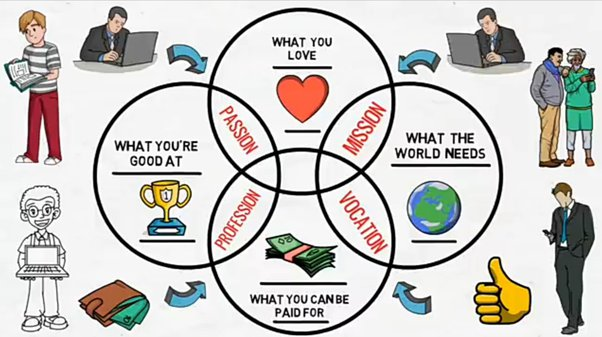 WHAT YOU
LOVE
PASSION
MISSION
WHAT YOU'RE
GOOD AT
WHAT THE
WORLD NEEDS
1
PROFESSION
VOCATION
WHAT YOU CAN BE
PAID FOR